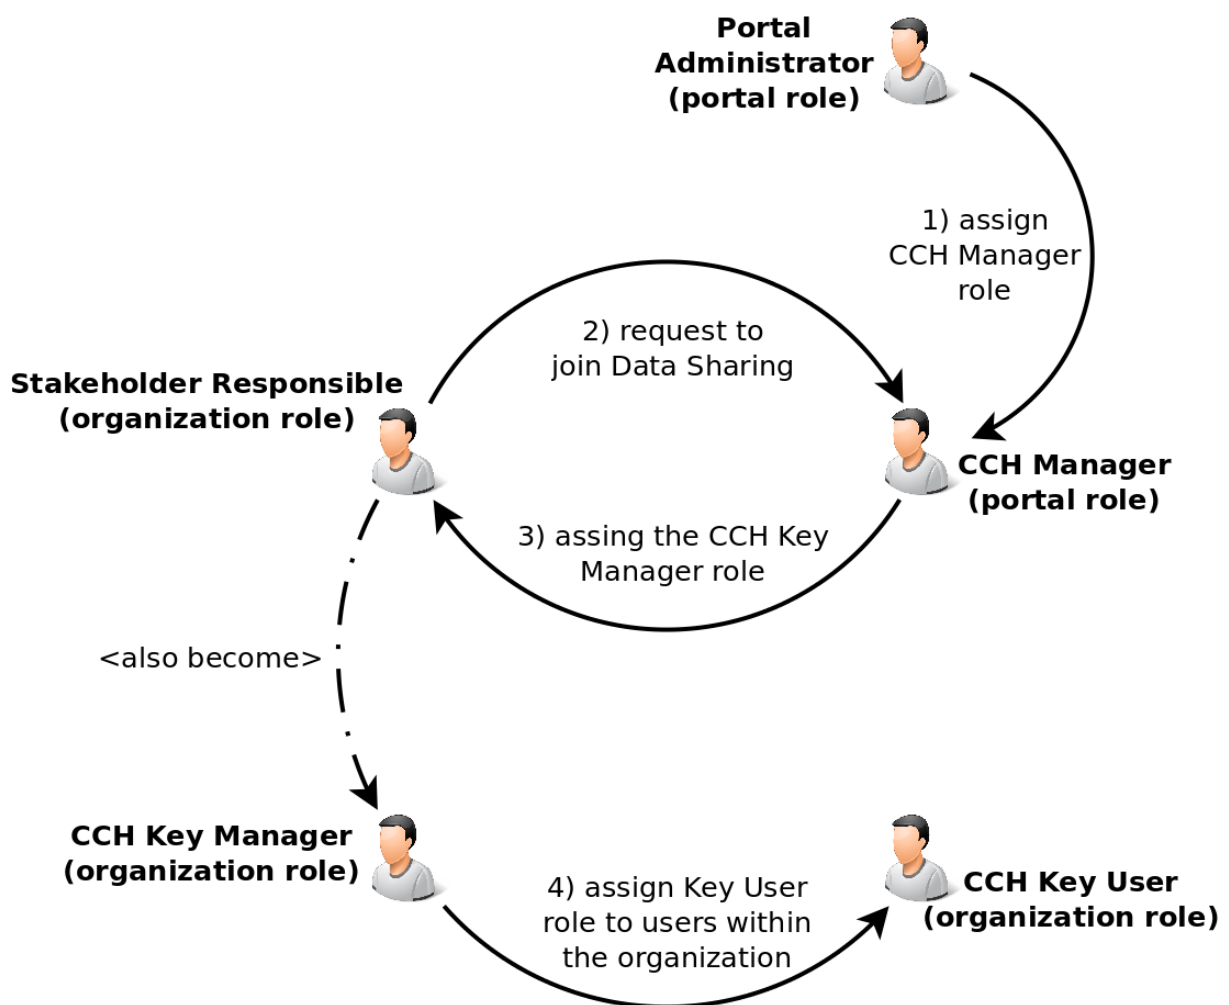 Portal
Administrator
(portal role)
1) assign
CCH Manager
role
2) request to
join Data Sharing
Stakeholder Responsible
(organization role)
CCH Manager
(portal role)
3) assing the CCH Key
Manager role
<also become>
CCH Key Manager
(organization role)
4) assign Key User
role to users within
the organization
CCH Key User
(organization role)